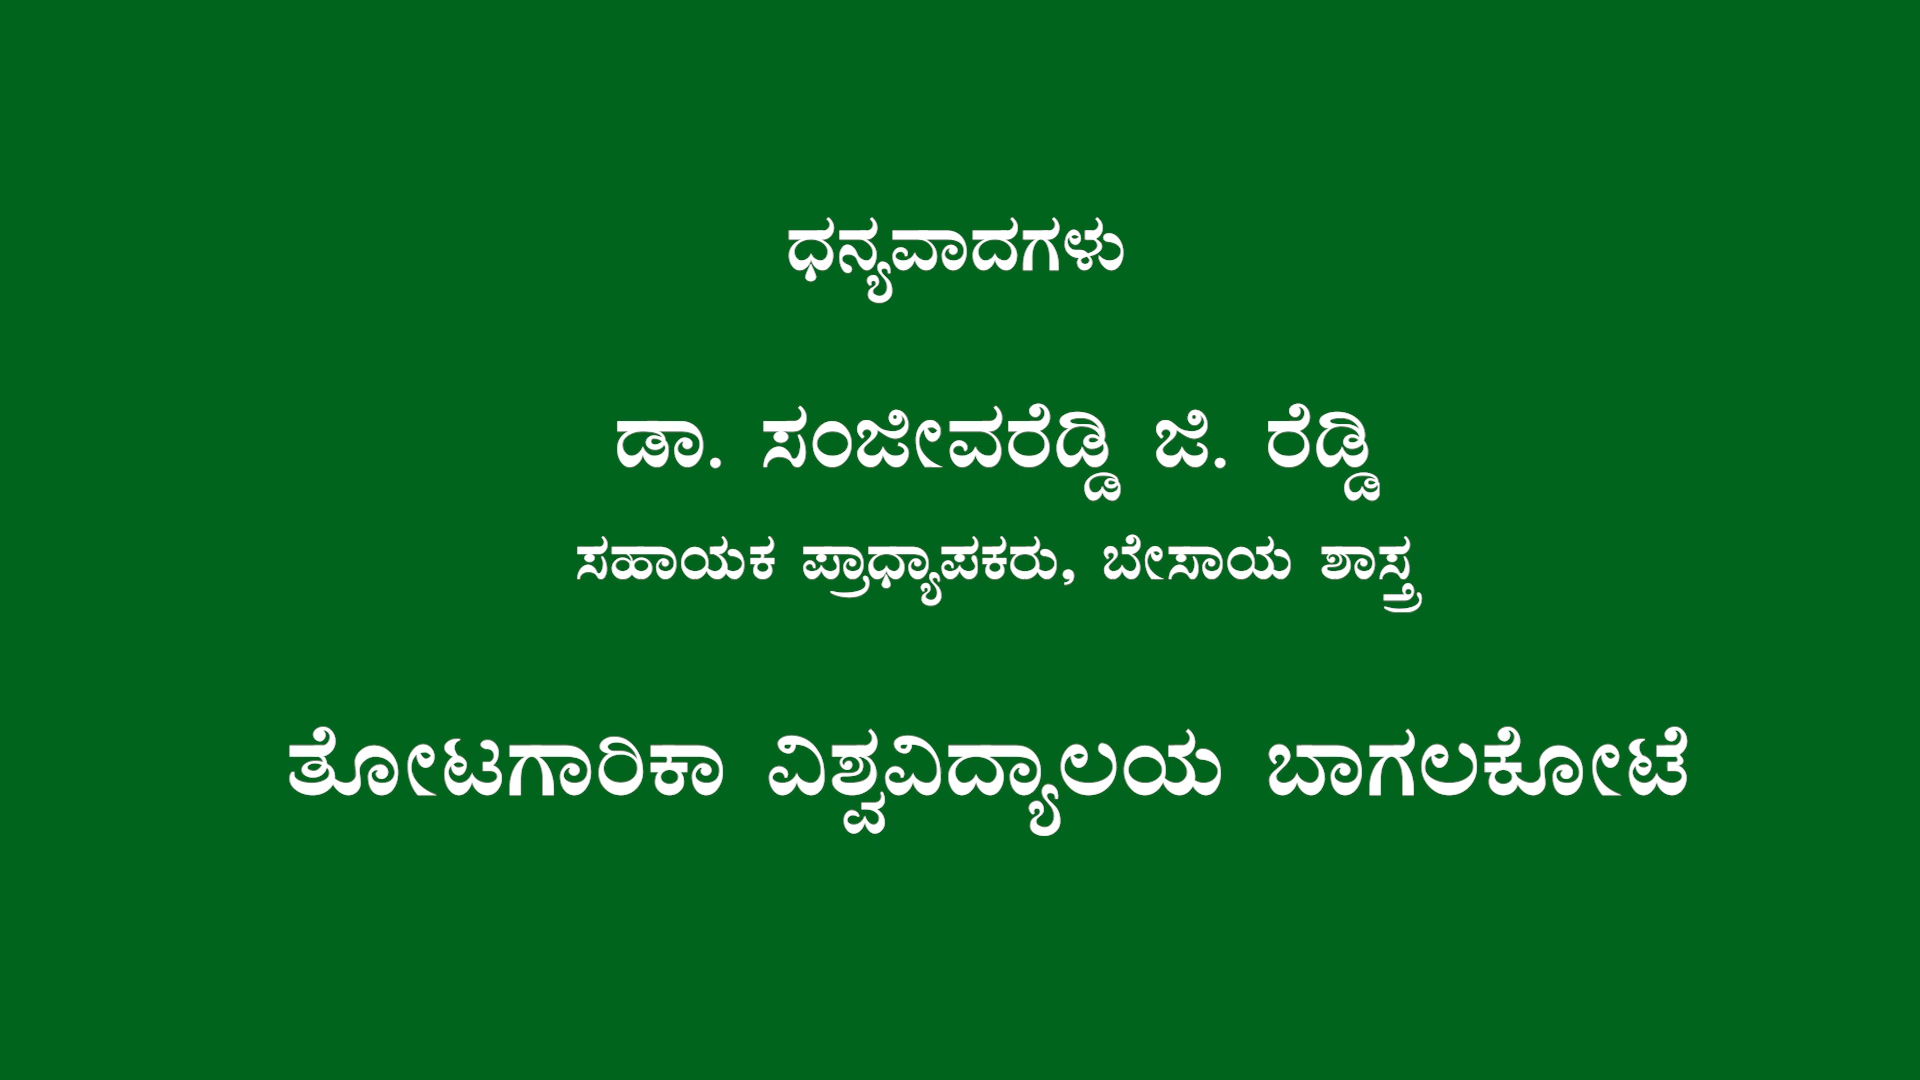 ಧನ್ಯವಾದಗಳು
ಡಾ. ಸಂಜೀವರೆಡ್ಡಿ ಜಿ. ರೆಡ್ಡಿ
ಸಹಾಯಕ ಪ್ರಾಧ್ಯಾಪಕರು, ಬೇಸಾಯ ಶಾಸ್ತ್ರ
ತೋಟಗಾರಿಕಾ ವಿಶ್ವವಿದ್ಯಾಲಯ ಬಾಗಲಕೋಟೆ